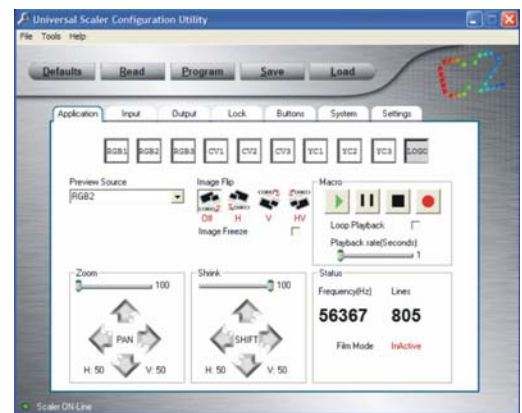 Universal Scaler Configuration Utility
File Tools Help
Defaults Read Program Save Load
C2
Application Input Output Lock Buttons System Settings
RGB1 RGB2 RGB3 CV1 CV2 CV3 YC1 YC2 YC3 LOGO
Preview Source
RGB2
Image Flip
Off H V HV
Image Freeze
Macro
Loop Playback
Playback rate(Seconds)
1
Zoom
100
PAN
H: 50 V: 50
Shrink
100
SHIFT
H: 50 V: 50
Status
Frequency(Hz) Lines
56367 805
Film Mode InActive
Scaler ON-Line